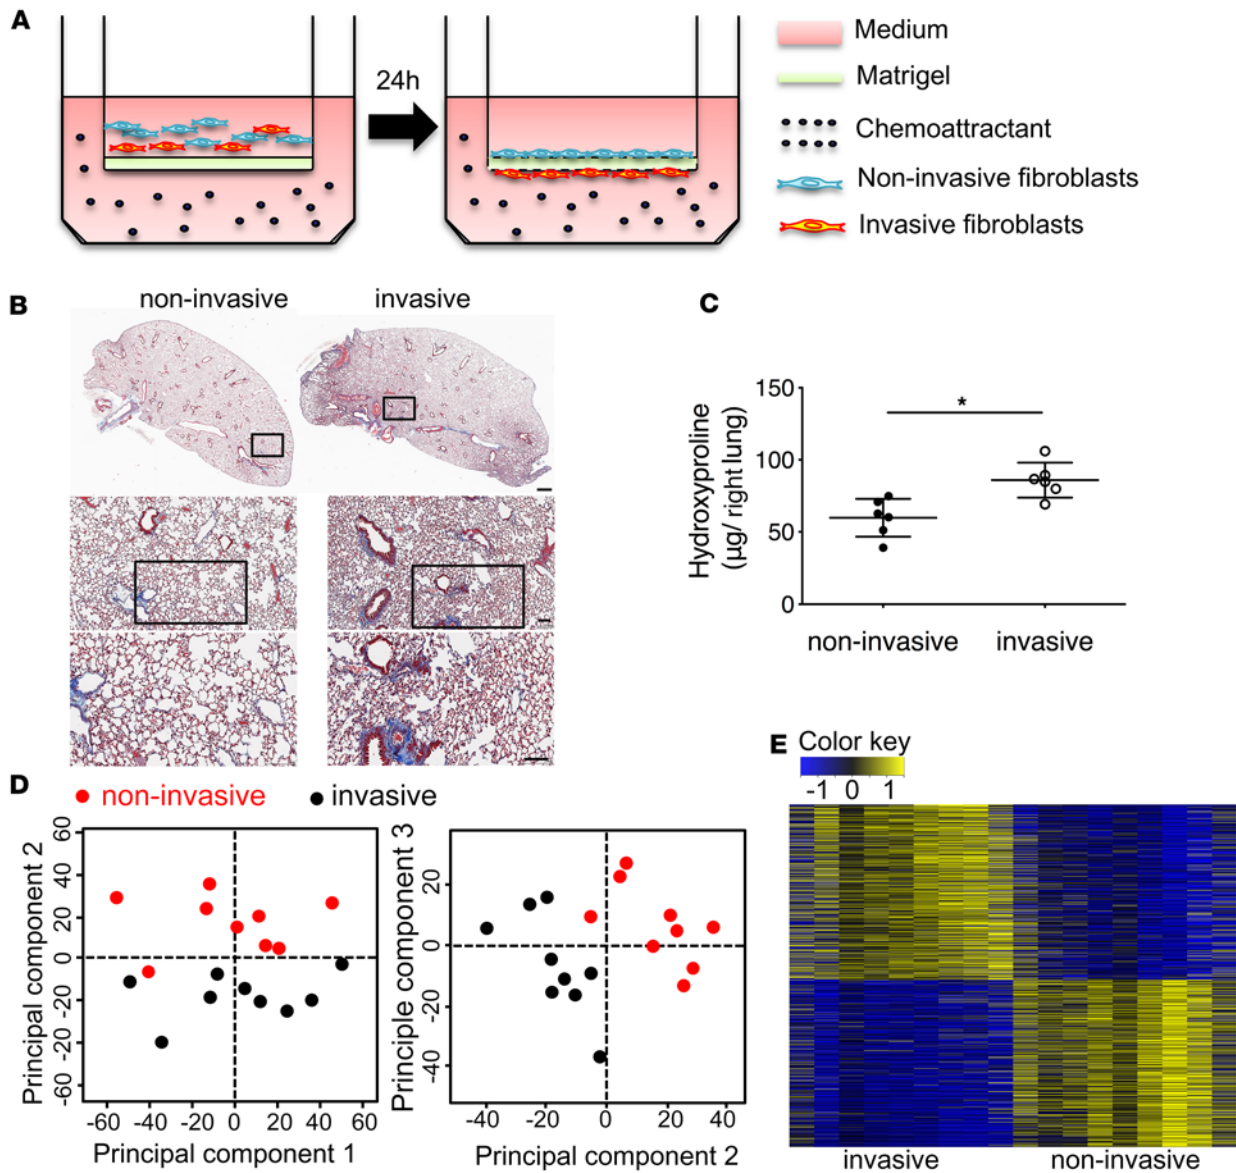 A
24h
Medium
Matrigel
Chemoattractant
Non-invasive fibroblasts
Invasive fibroblasts
B
non-invasive
invasive
C
Hydroxyproline
(µg/ right lung)
150
100
50
0
*
non-invasive
invasive
D
non-invasive
invasive
Principal component 2
60
40
20
0
-20
-40
-60
-60
-40
-20
0
20
40
60
Principal component 1
Principle component 3
20
0
-20
-40
-40
-20
0
20
40
Principal component 2
E
Color key
-1 0 1
invasive
non-invasive